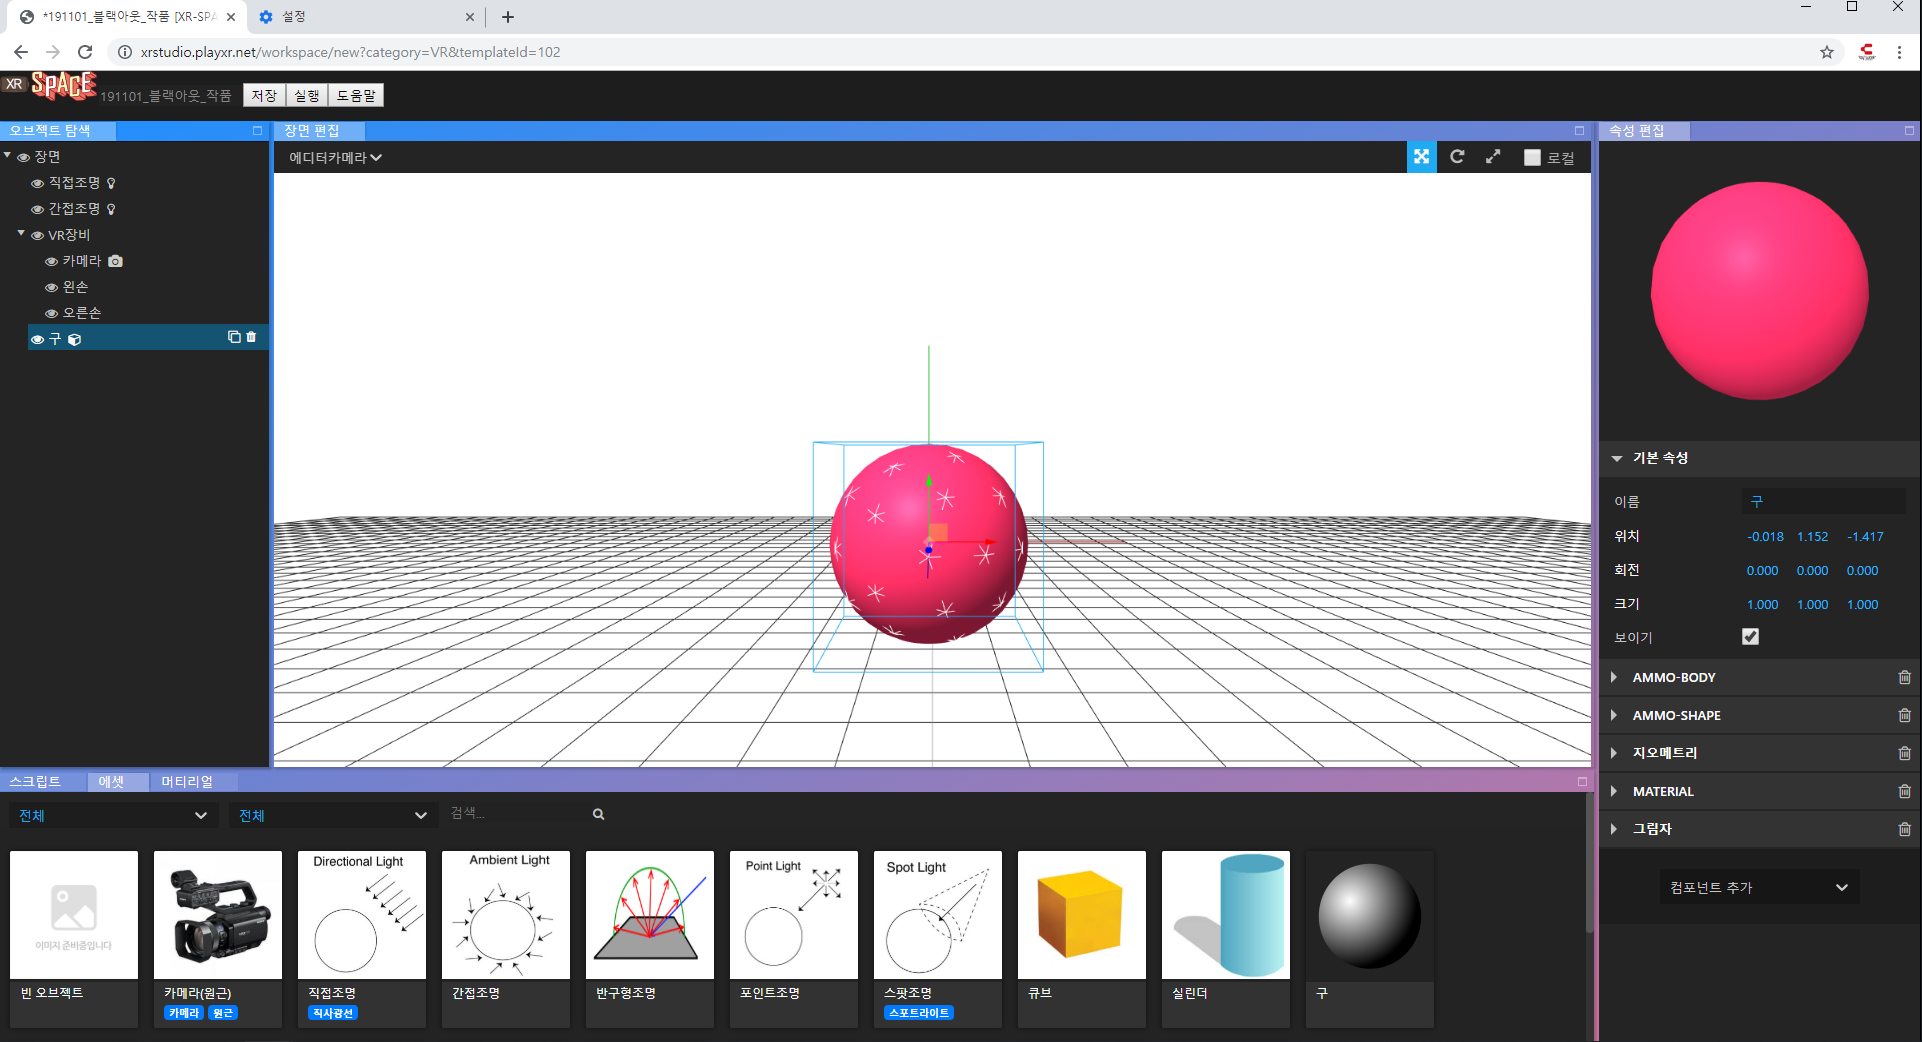 *191101_블랙아웃_작품 [XR-SPA
설정
xrstudio.playxr.net/workspace/new?category=VR&templateId=102
XR SPACE
191101_블랙아웃_작품
저장 실행 도움말
오브젝트 탐색
장면
직접조명
간접조명
VR장비
카메라
왼손
오른손
구
장면 편집
에디터카메라
로컬
속성 편집
기본 속성
이름 구
위치 -0.018 1.152 -1.417
회전 0.000 0.000 0.000
크기 1.000 1.000 1.000
보이기
AMMO-BODY
AMMO-SHAPE
지오메트리
MATERIAL
그림자
컴포넌트 추가
스크립트 에셋 머티리얼
전체 전체 검색...
이미지 준비중입니다
빈 오브젝트
카메라(원근)
카메라 원근
Directional Light
직접조명
직사광선
Ambient Light
간접조명
반구형조명
Point Light
포인트조명
Spot Light
스팟조명
스포트라이트
큐브
실린더
구